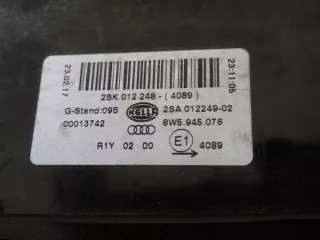 23.02.17
23:11:05
2SK 012 248 - ( 4089 )
G-Stand:09S
HELLA
2SA 012249-02
00013742
8W5.945.076
R1Y 02 00
E1
4089